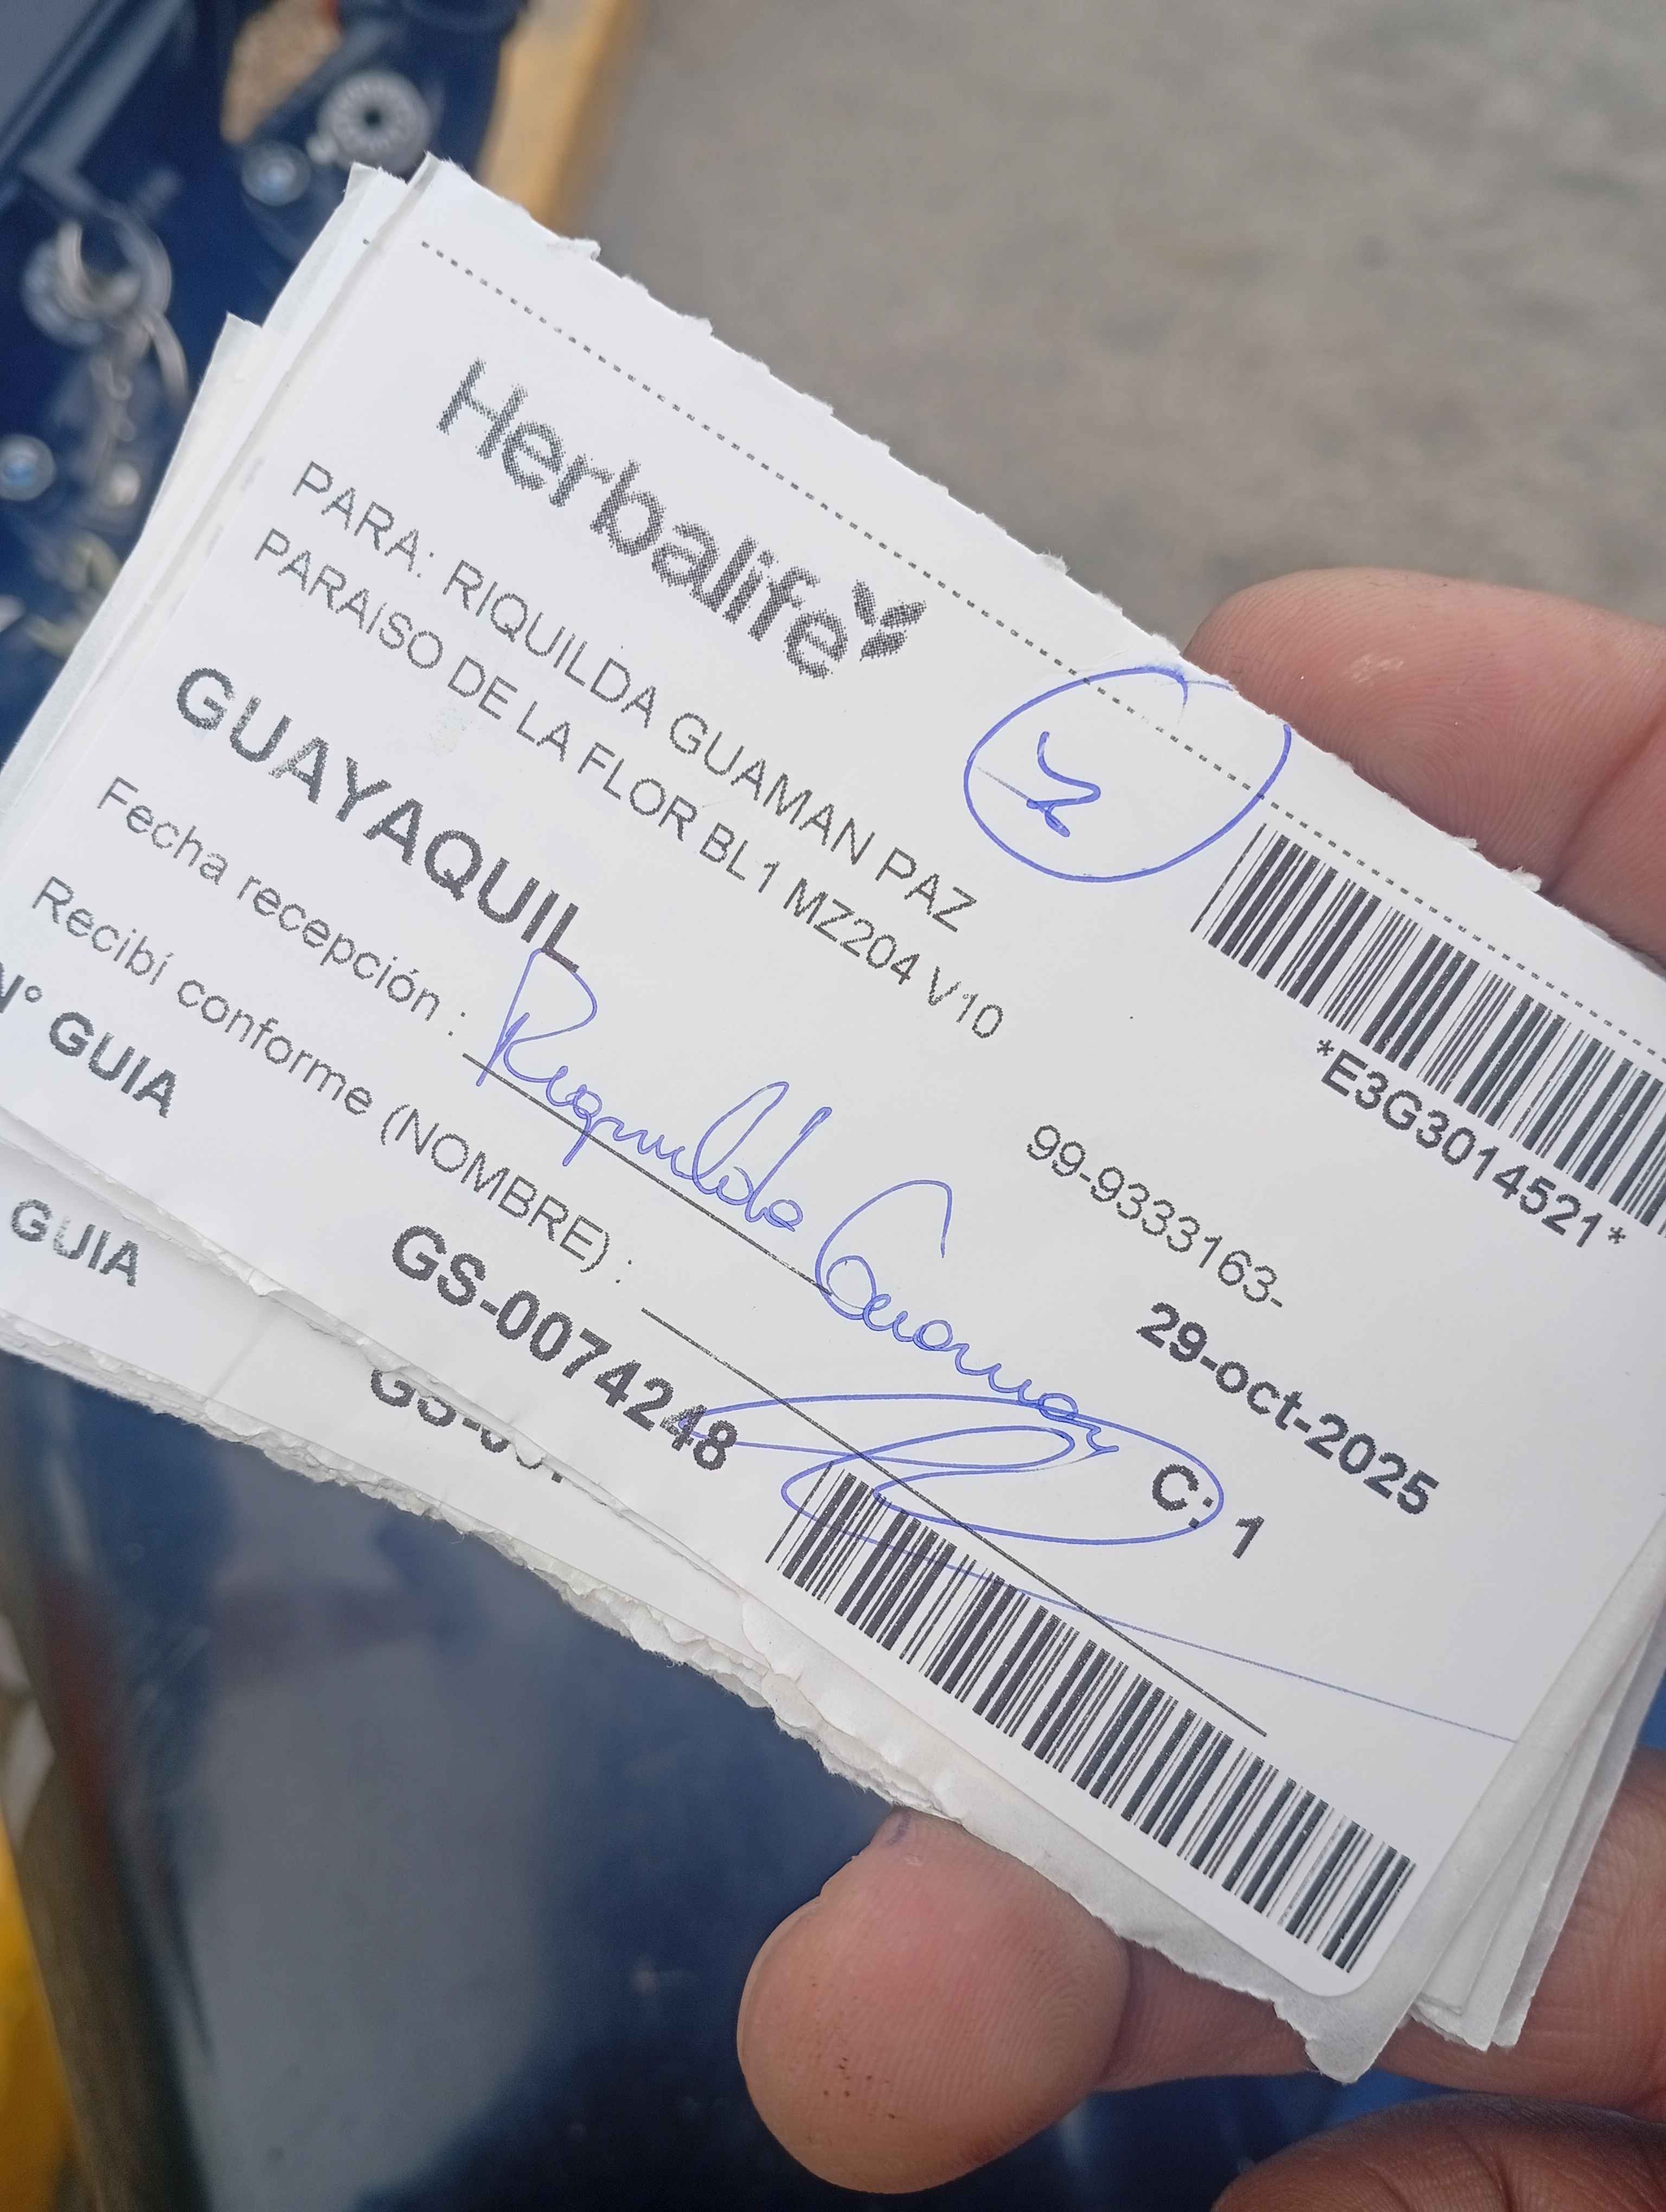 Herbalife
PARA: RIQUILDA GUAMAN PAZ
PARAISO DE LA FLOR BL1 MZ204 V10
*E3G3014521*
GUAYAQUIL
99-9333163-
Fecha recepción :
Riquilda Guaman
29-oct-2025
Recibí conforme (NOMBRE) :
C: 1
N° GUIA
GS-0074248
GUIA